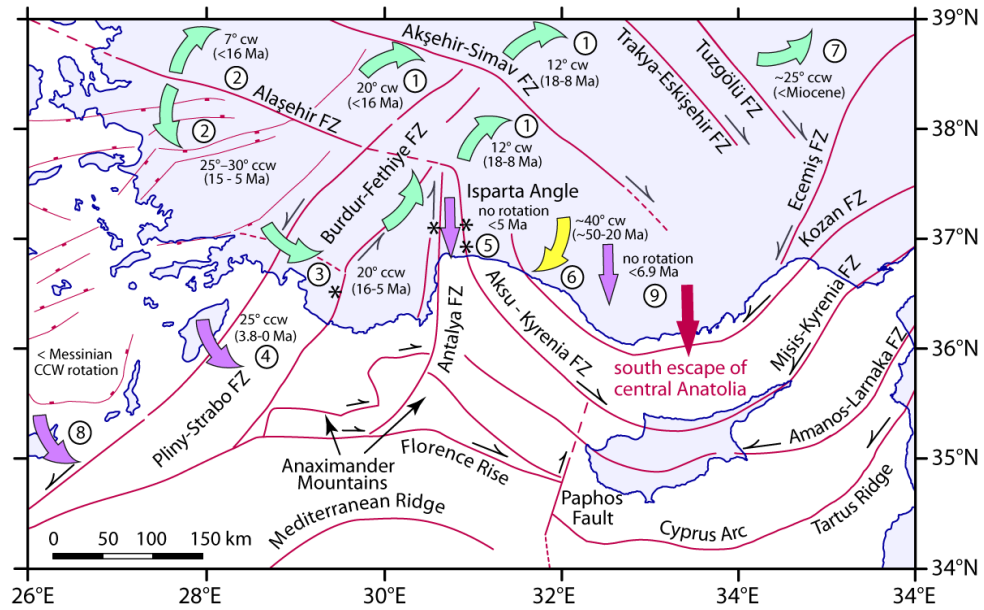 39°N
7° cw
(<16 Ma)
2
Akşehir-Simav FZ
1
12° cw
(18-8 Ma)
Trakya-Eskişehir FZ
Tuzgölü FZ
7
~25° ccw
(<Miocene)
20° cw
(<16 Ma)
1
Alaşehir FZ
2
38°N
1
12° cw
(18-8 Ma)
25°–30° ccw
(15 - 5 Ma)
Burdur-Fethiye FZ
Ecemiş FZ
Kozan FZ
Isparta Angle
no rotation
<5 Ma
5
~40° cw
(~50-20 Ma)
6
37°N
no rotation
<6.9 Ma
9
3
20° ccw
(16-5 Ma)
25° ccw
(3.8-0 Ma)
4
Antalya FZ
Aksu - Kyrenia FZ
Misis-Kyrenia FZ
36°N
< Messinian
CCW rotation
south escape of
central Anatolia
Amanos-Larnaka FZ
8
Pliny-Strabo FZ
35°N
Anaximander
Mountains
Florence Rise
Paphos
Fault
Mediterranean Ridge
Cyprus Arc
Tartus Ridge
0 50 100 150 km
34°N
26°E 28°E 30°E 32°E 34°E 34°E